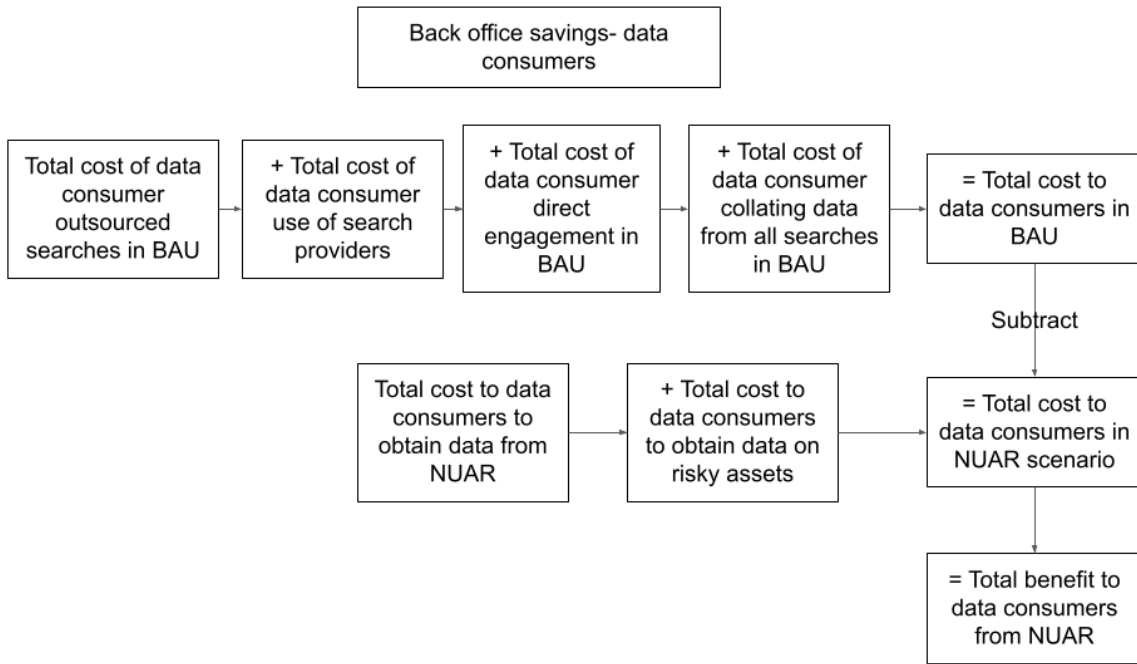 Back office savings- data
consumers
Total cost of data
consumer
outsourced
searches in BAU
+ Total cost of
data consumer
use of search
providers
+ Total cost of
data consumer
direct
engagement in
BAU
+ Total cost of
data consumer
collating data
from all searches
in BAU
= Total cost to
data consumers in
BAU
Subtract
Total cost to data
consumers to
obtain data from
NUAR
+ Total cost to
data consumers
to obtain data on
risky assets
= Total cost to
data consumers in
NUAR scenario
= Total benefit to
data consumers
from NUAR